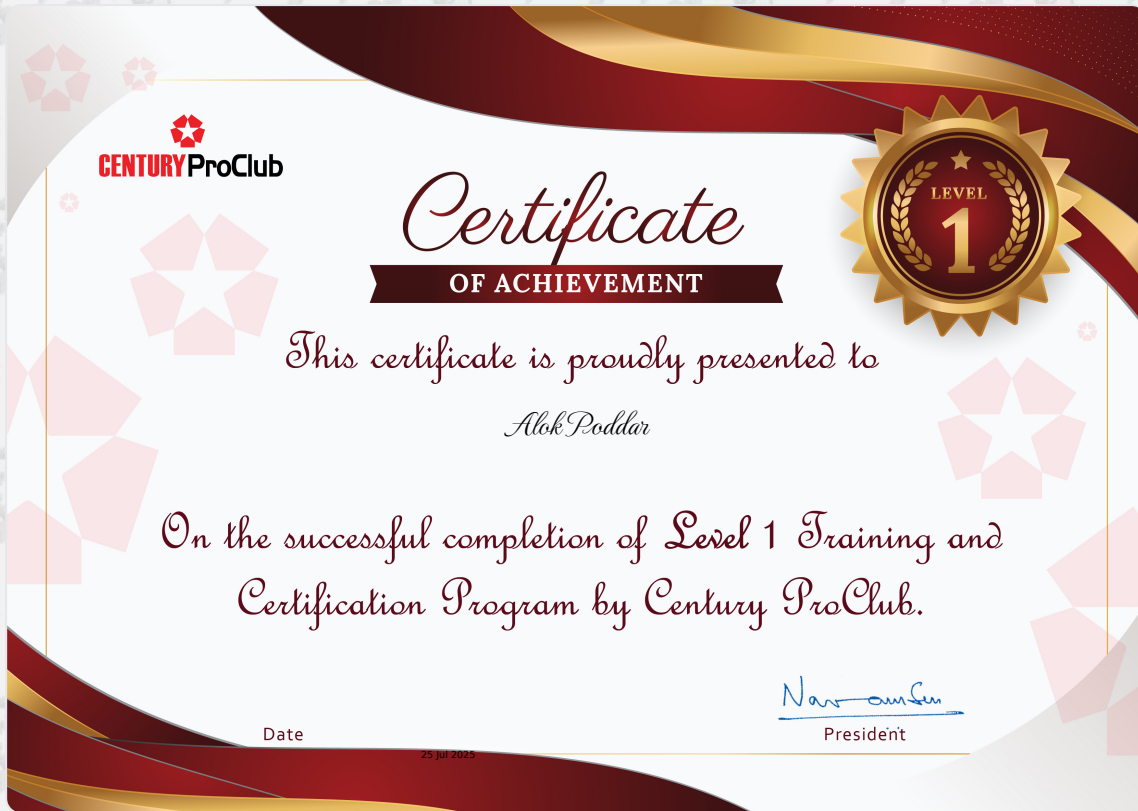 CENTURY ProClub
LEVEL
1
Certificate
OF ACHIEVEMENT
This certificate is proudly presented to
Alok Poddar
On the successful completion of Level 1 Training and
Certification Program by Century ProClub.
Date
President
25 Jul 2025